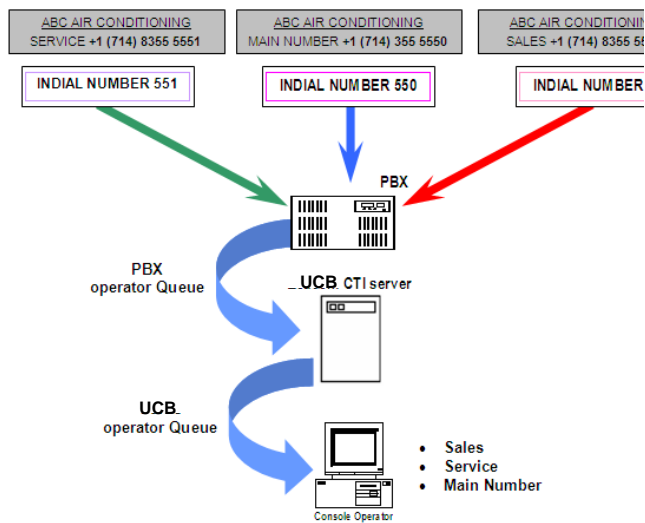 ABC AIR CONDITIONING
SERVICE +1 (714) 8355 5551
ABC AIR CONDITIONING
MAIN NUMBER +1 (714) 355 5550
ABC AIR CONDITIONIN
SALES +1 (714) 8355 55
INDIAL NUMBER 551
INDIAL NUMBER 550
INDIAL NUMBER
PBX
PBX
operator Queue
UCB CTI server
UCB
operator Queue
• Sales
• Service
• Main Number
Console Operator